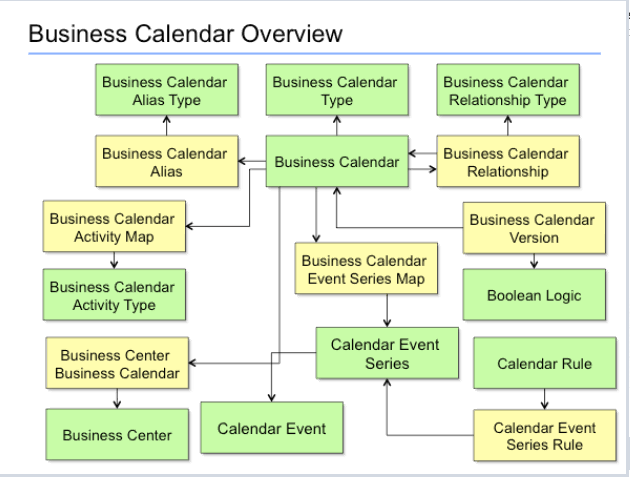 Business Calendar Overview
Business Calendar
Alias Type
Business Calendar
Type
Business Calendar
Relationship Type
Business Calendar
Alias
Business Calendar
Business Calendar
Relationship
Business Calendar
Activity Map
Business Calendar
Version
Business Calendar
Event Series Map
Business Calendar
Activity Type
Boolean Logic
Calendar Event
Series
Business Center
Business Calendar
Calendar Rule
Business Center
Calendar Event
Calendar Event
Series Rule